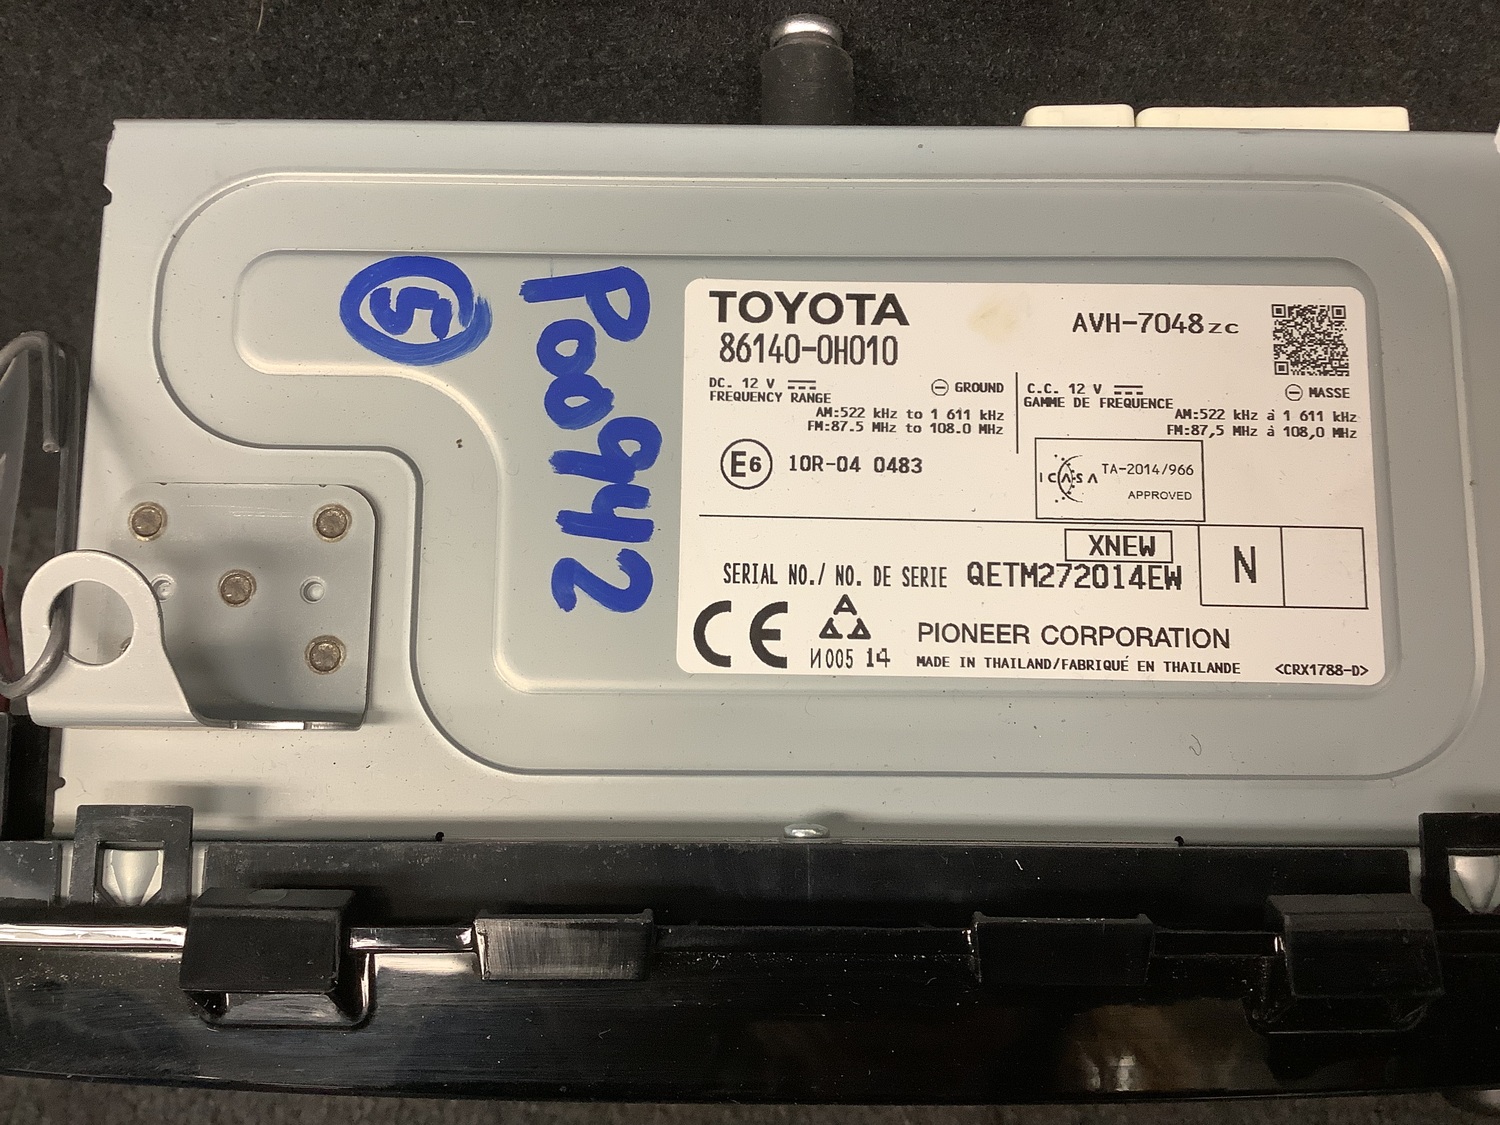 5
P00942
TOYOTA
86140-0H010
AVH-7048zc
DC. 12 V
GROUND
FREQUENCY RANGE
AM:522 kHz to 1 611 kHz
FM:87.5 MHz to 108.0 MHz
C.C. 12 V
MASSE
GAMME DE FREQUENCE
AM:522 kHz à 1 611 kHz
FM:87,5 MHz à 108,0 MHz
E6 10R-04 0483
ICASA TA-2014/966
APPROVED
XNEW
SERIAL NO./ NO. DE SERIE QETM272014EW
N
CE
И005 14
PIONEER CORPORATION
MADE IN THAILAND/FABRIQUÉ EN THAILANDE
<CRX1788-D>